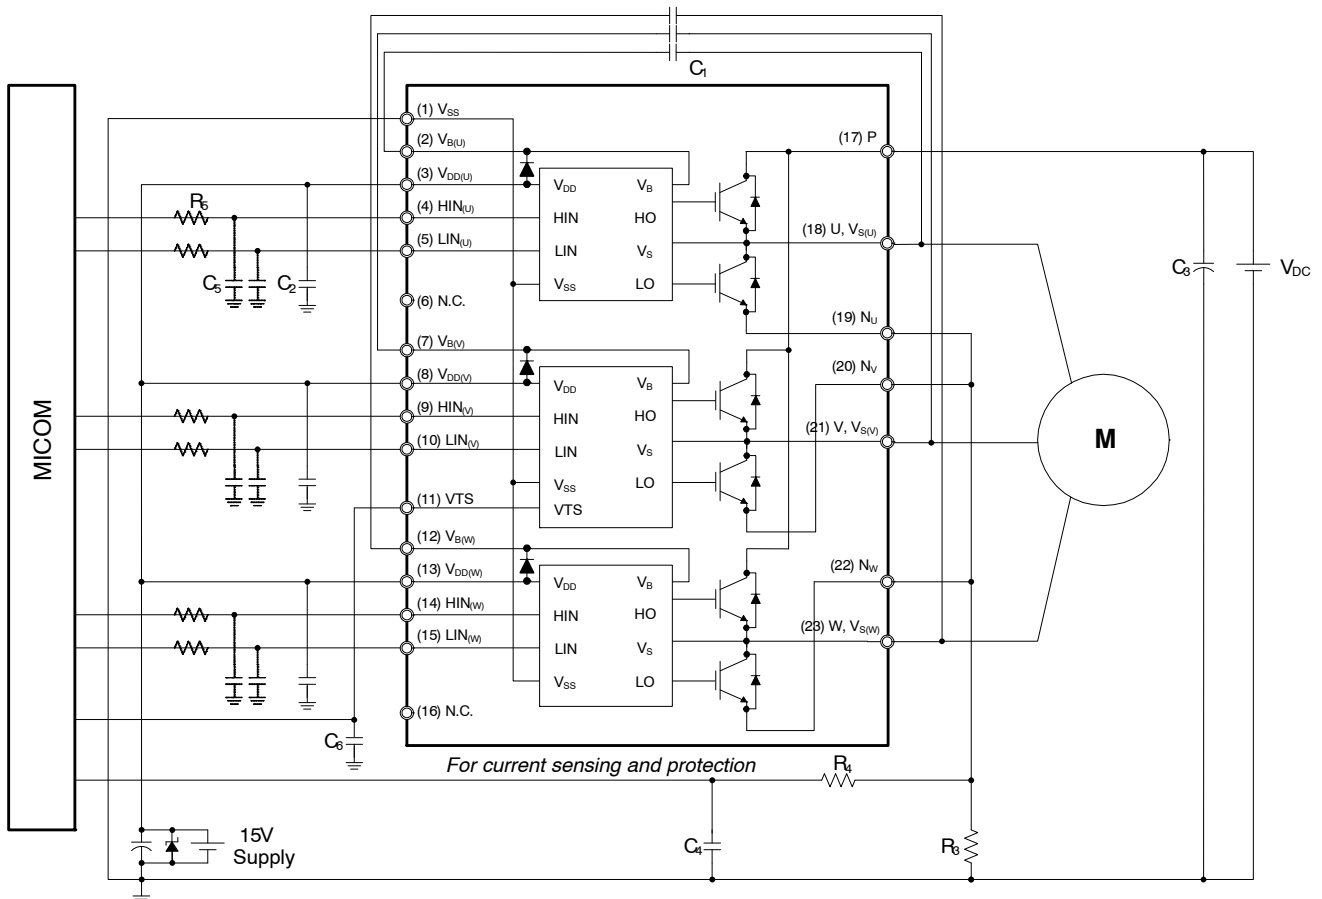 C1
MICOM
(1) VSS
(2) VB(U)
(3) VDD(U)
(4) HIN(U)
(5) LIN(U)
(6) N.C.
(7) VB(V)
(8) VDD(V)
(9) HIN(V)
(10) LIN(V)
(11) VTS
(12) VB(W)
(13) VDD(W)
(14) HIN(W)
(15) LIN(W)
(16) N.C.
R5
C5
C2
VDD
HIN
LIN
VSS
VB
HO
VS
LO
VDD
HIN
LIN
VSS
VTS
VB
HO
VS
LO
VDD
HIN
LIN
VSS
VB
HO
VS
LO
(17) P
(18) U, VS(U)
(19) NU
(20) NV
(21) V, VS(V)
(22) NW
(23) W, VS(W)
C3
VDC
M
C6
For current sensing and protection
R4
15V
Supply
C4
R3